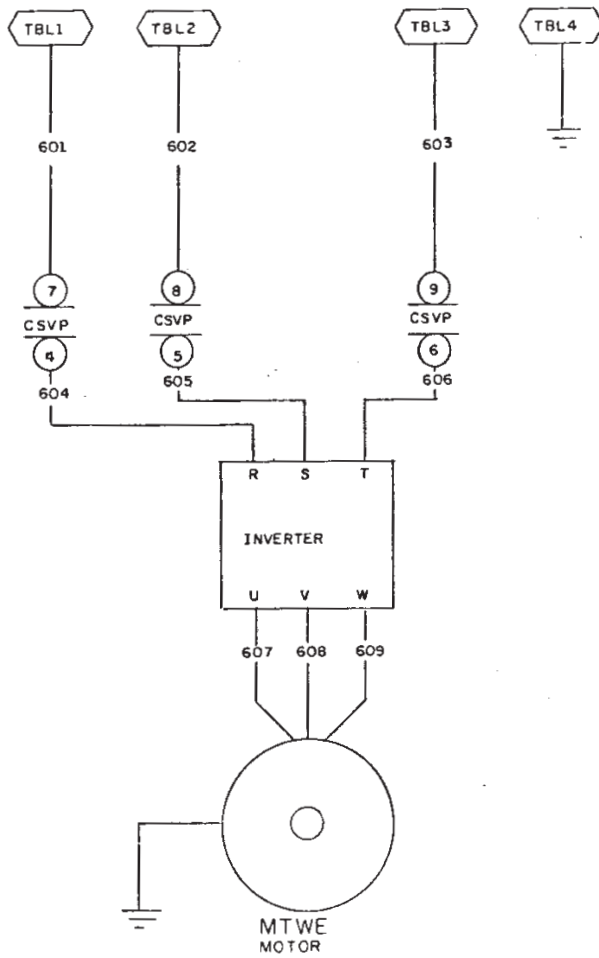 TBL1 TBL2 TBL3 TBL4
601 602 603
7 8 9
CSVP CSVP CSVP
4 5 6
604 605 606
R S T
INVERTER
U V W
607 608 609
MTWE
MOTOR